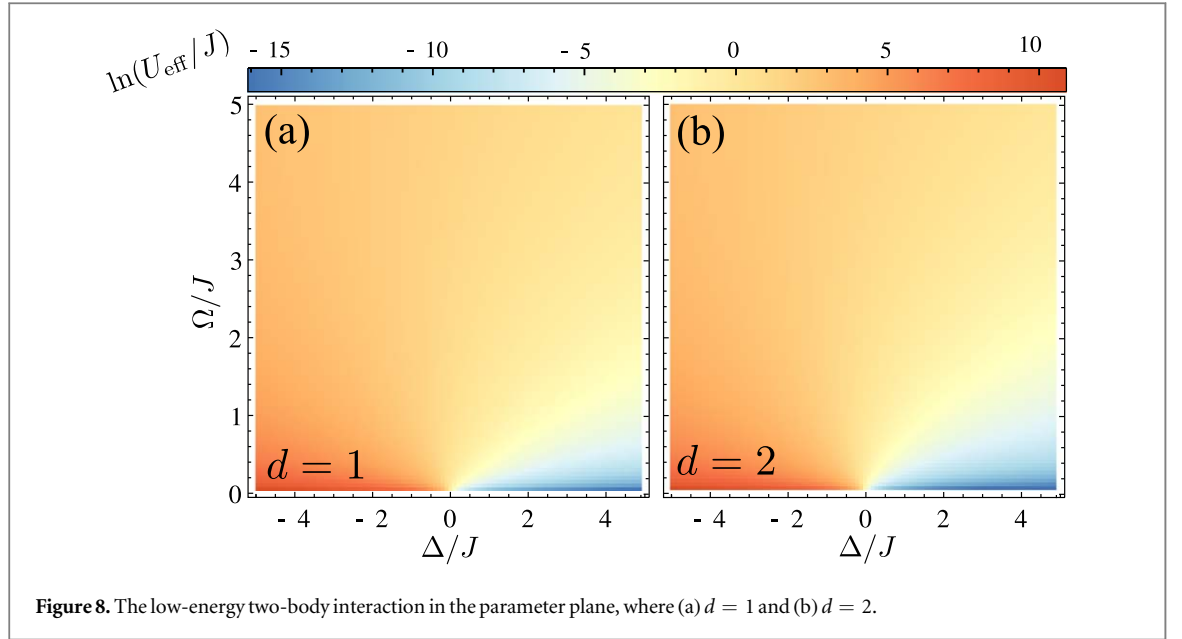 ln(U_eff/J)
- 15 - 10 - 5 0 5 10
(a) (b)
5
4
3
2
1
0
Ω/J
d = 1 d = 2
- 4 - 2 0 2 4 - 4 - 2 0 2 4
Δ/J Δ/J
Figure 8. The low-energy two-body interaction in the parameter plane, where (a) d = 1 and (b) d = 2.